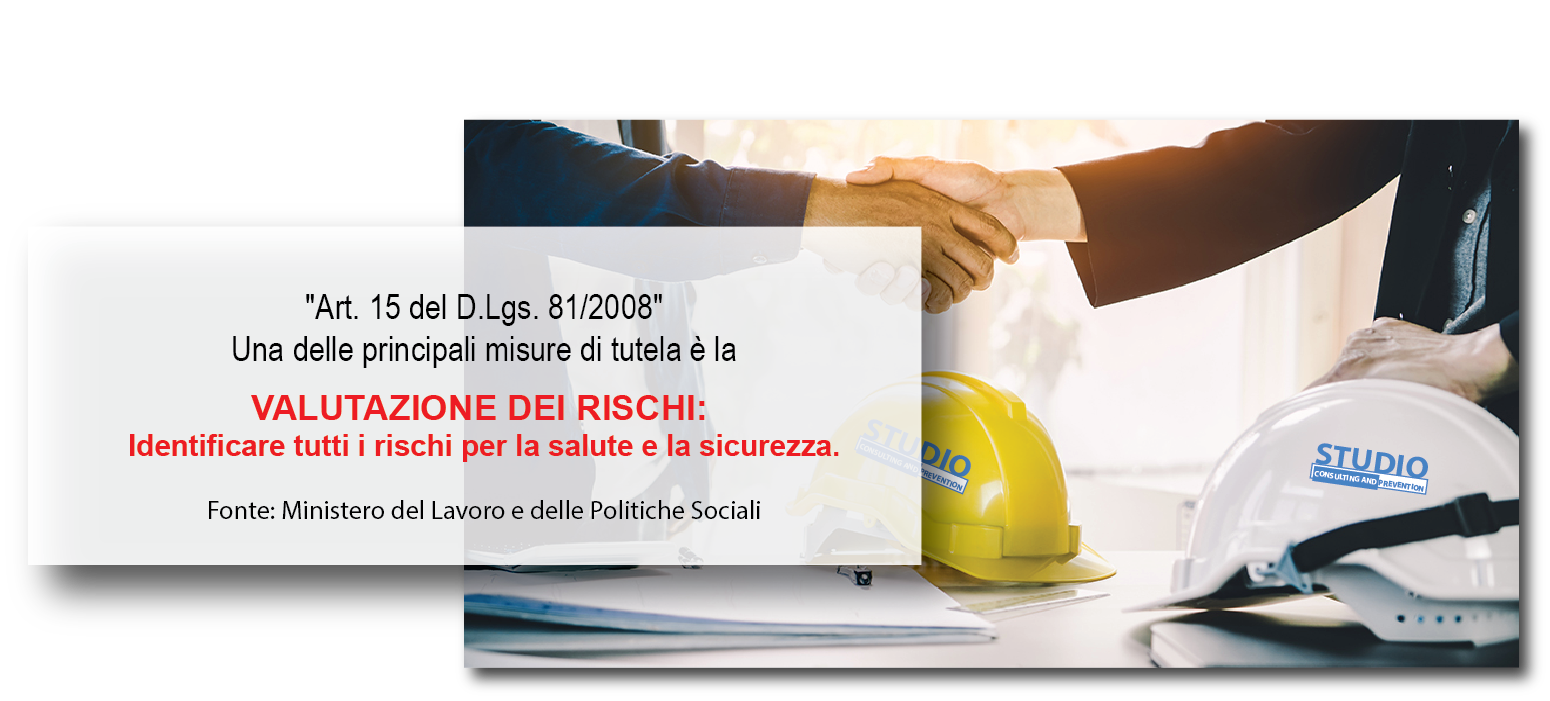 "Art. 15 del D.Lgs. 81/2008"
Una delle principali misure di tutela è la
VALUTAZIONE DEI RISCHI:
Identificare tutti i rischi per la salute e la sicurezza.
Fonte: Ministero del Lavoro e delle Politiche Sociali
STUDIO
CONSULTING AND PREVENTION
STUDIO
CONSULTING AND PREVENTION